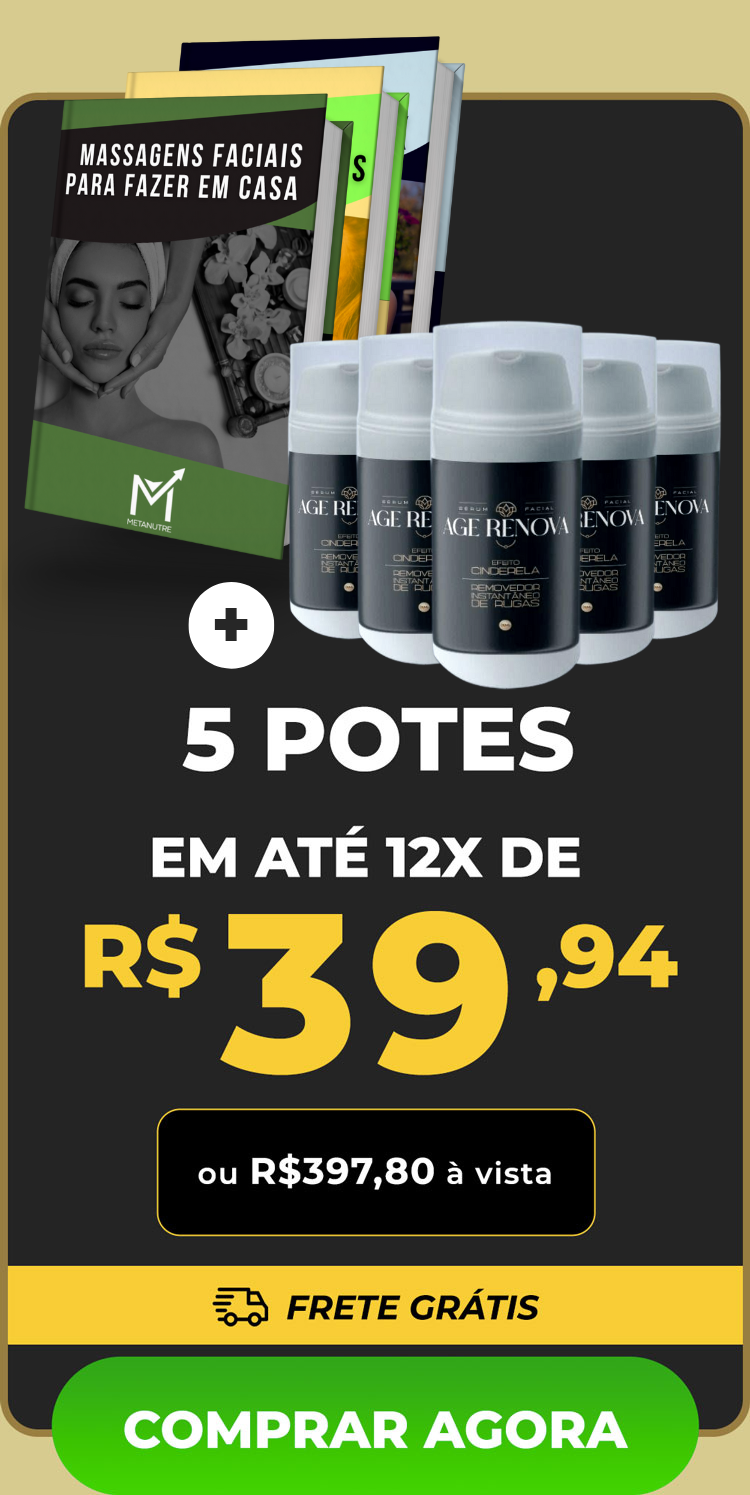 MASSAGENS FACIAIS
PARA FAZER EM CASA
S
METANUTRE
SERUM FACIAL
AGE RENOVA
EFEITO
CINDERELA
REMOVEDOR
INSTANTÂNEO
DE RUGAS
+
5 POTES
EM ATÉ 12X DE
R$ 39,94
ou R$397,80 à vista
FRETE GRÁTIS
COMPRAR AGORA